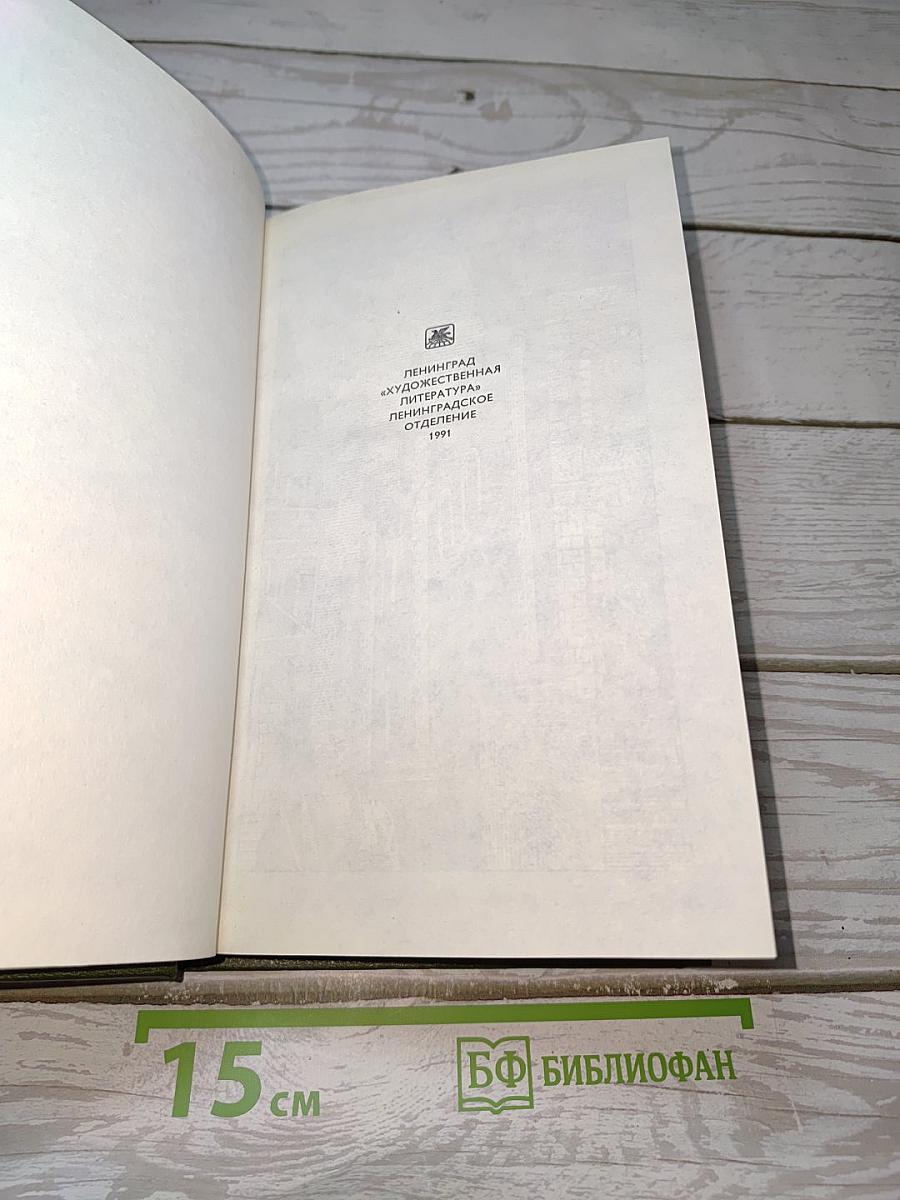 ЛЕНИНГРАД
«ХУДОЖЕСТВЕННАЯ
ЛИТЕРАТУРА»
ЛЕНИНГРАДСКОЕ
ОТДЕЛЕНИЕ
1991
15 см
БФ БИБЛИОФАН